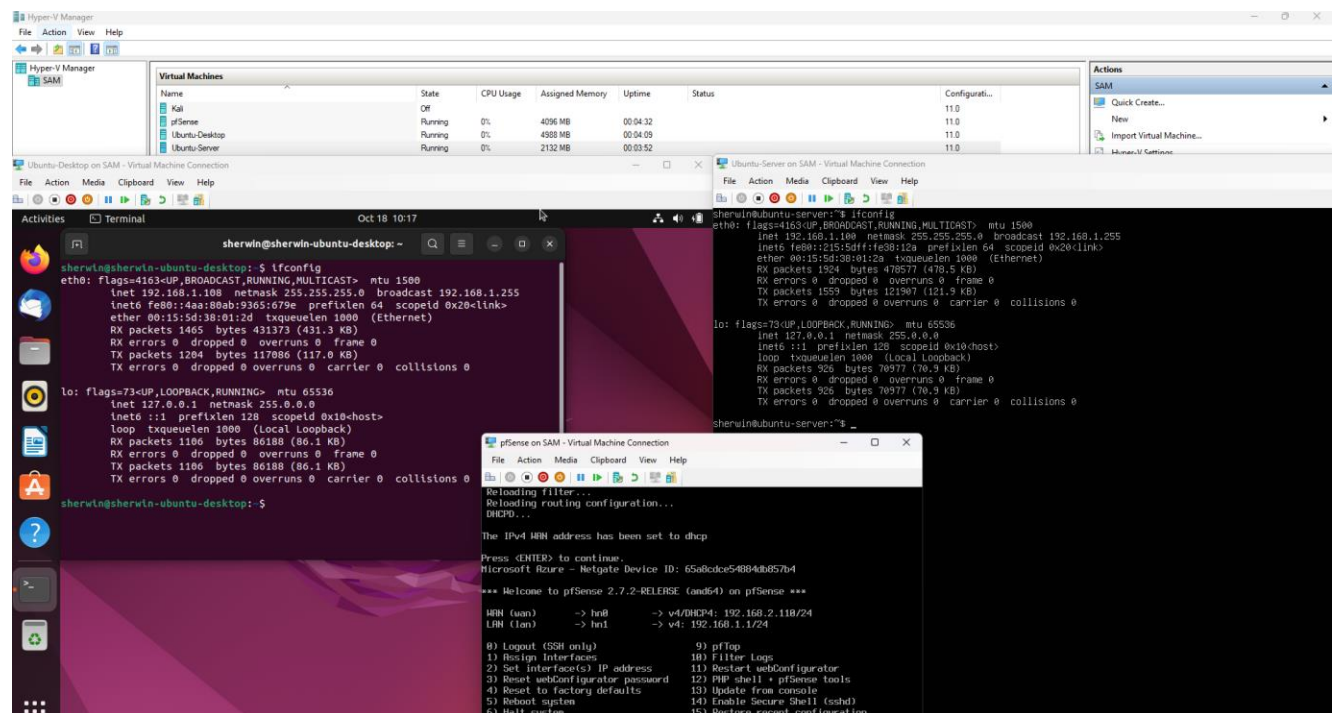 Hyper-V Manager
File Action View Help
Hyper-V Manager
SAM
Virtual Machines
Name State CPU Usage Assigned Memory Uptime Status Configurati...
Kali Off 11.0
pfSense Running 0% 4096 MB 00:04:32 11.0
Ubuntu-Desktop Running 0% 4988 MB 00:04:09 11.0
Ubuntu-Server Running 0% 2132 MB 00:03:52 11.0
Actions
SAM
Quick Create...
New
Import Virtual Machine...
Hyper-V Settings
Ubuntu-Desktop on SAM - Virtual Machine Connection
File Action Media Clipboard View Help
Activities Terminal Oct 18 10:17
sherwin@sherwin-ubuntu-desktop: ~
sherwin@sherwin-ubuntu-desktop:~$ ifconfig
eth0: flags=4163<UP,BROADCAST,RUNNING,MULTICAST> mtu 1500
inet 192.168.1.108 netmask 255.255.255.0 broadcast 192.168.1.255
inet6 fe80::4aa:80ab:9365:679e prefixlen 64 scopeid 0x20<link>
ether 00:15:5d:38:01:2d txqueuelen 1000 (Ethernet)
RX packets 1465 bytes 431373 (431.3 KB)
RX errors 0 dropped 0 overruns 0 frame 0
TX packets 1204 bytes 117086 (117.0 KB)
TX errors 0 dropped 0 overruns 0 carrier 0 collisions 0
lo: flags=73<UP,LOOPBACK,RUNNING> mtu 65536
inet 127.0.0.1 netmask 255.0.0.0
inet6 ::1 prefixlen 128 scopeid 0x10<host>
loop txqueuelen 1000 (Local Loopback)
RX packets 1106 bytes 86188 (86.1 KB)
RX errors 0 dropped 0 overruns 0 frame 0
TX packets 1106 bytes 86188 (86.1 KB)
TX errors 0 dropped 0 overruns 0 carrier 0 collisions 0
sherwin@sherwin-ubuntu-desktop:~$
Ubuntu-Server on SAM - Virtual Machine Connection
File Action Media Clipboard View Help
sherwin@ubuntu-server:~$ ifconfig
eth0: flags=4163<UP,BROADCAST,RUNNING,MULTICAST> mtu 1500
inet 192.168.1.100 netmask 255.255.255.0 broadcast 192.168.1.255
inet6 fe80::215:5dff:fe38:12a prefixlen 64 scopeid 0x20<link>
ether 00:15:5d:38:01:2a txqueuelen 1000 (Ethernet)
RX packets 1924 bytes 478577 (478.5 KB)
RX errors 0 dropped 0 overruns 0 frame 0
TX packets 1559 bytes 121907 (121.9 KB)
TX errors 0 dropped 0 overruns 0 carrier 0 collisions 0
lo: flags=73<UP,LOOPBACK,RUNNING> mtu 65536
inet 127.0.0.1 netmask 255.0.0.0
inet6 ::1 prefixlen 128 scopeid 0x10<host>
loop txqueuelen 1000 (Local Loopback)
RX packets 926 bytes 70977 (70.9 KB)
RX errors 0 dropped 0 overruns 0 frame 0
TX packets 926 bytes 70977 (70.9 KB)
TX errors 0 dropped 0 overruns 0 carrier 0 collisions 0
sherwin@ubuntu-server:~$ _
pfSense on SAM - Virtual Machine Connection
File Action Media Clipboard View Help
Reloading filter...
Reloading routing configuration...
DHCPD...
The IPv4 WAN address has been set to dhcp
Press <ENTER> to continue.
Microsoft Azure - Netgate Device ID: 65a8cdce54884db857b4
*** Welcome to pfSense 2.7.2-RELEASE (amd64) on pfSense ***
WAN (wan) -> hn0 -> v4/DHCP4: 192.168.2.110/24
LAN (lan) -> hn1 -> v4: 192.168.1.1/24
0) Logout (SSH only) 9) pfTop
1) Assign Interfaces 10) Filter Logs
2) Set interface(s) IP address 11) Restart webConfigurator
3) Reset webConfigurator password 12) PHP shell + pfSense tools
4) Reset to factory defaults 13) Update from console
5) Reboot system 14) Enable Secure Shell (sshd)
6) Halt system 15) Restore recent configuration